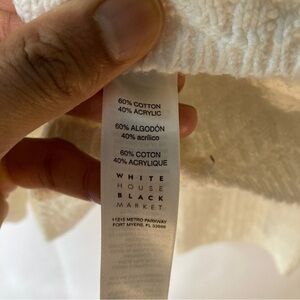 60% COTTON
40% ACRYLIC
60% ALGODÓN
40% acrílico
60% COTON
40% ACRYLIQUE
WHITE
HOUSE
BLACK
MARKET
11215 METRO PARKWAY
FORT MYERS, FL 33966